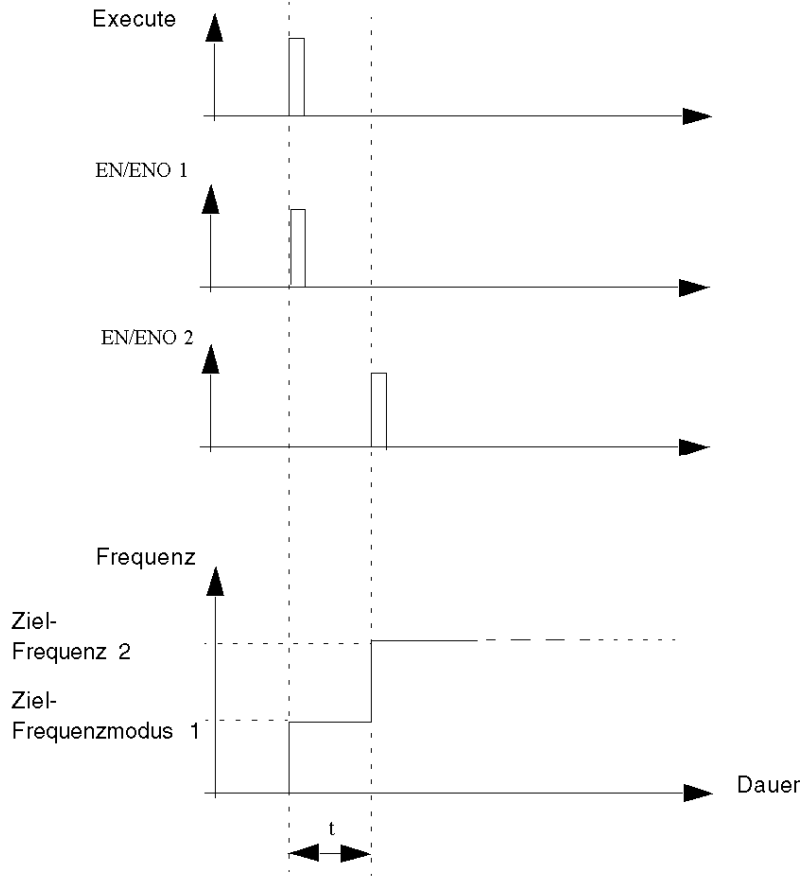 Execute
EN/ENO 1
EN/ENO 2
Frequenz
Ziel-
Frequenz 2
Ziel-
Frequenzmodus 1
Dauer
t